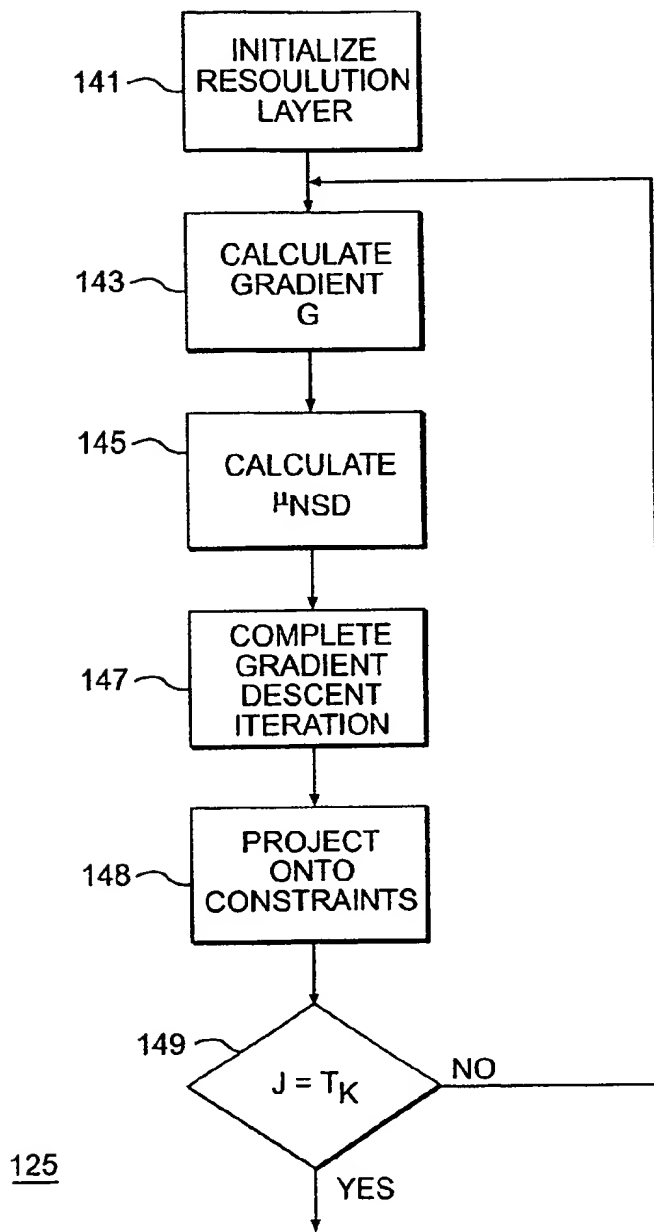 INITIALIZE
RESOULUTION
LAYER
141
CALCULATE
GRADIENT
G
143
CALCULATE
μNSD
145
COMPLETE
GRADIENT
DESCENT
ITERATION
147
PROJECT
ONTO
CONSTRAINTS
148
149
J = TK
NO
YES
125